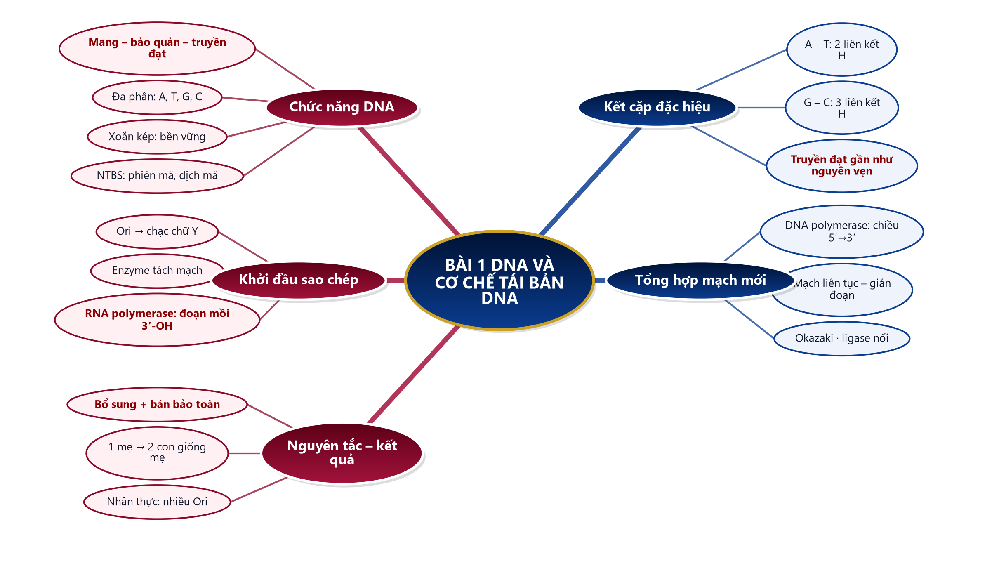 Mang – bảo quản – truyền
đạt
Đa phân: A, T, G, C
Xoắn kép: bền vững
NTBS: phiên mã, dịch mã
Chức năng DNA
Kết cặp đặc hiệu
A – T: 2 liên kết
H
G – C: 3 liên kết
H
Truyền đạt gần như
nguyên vẹn
Ori → chạc chữ Y
Enzyme tách mạch
RNA polymerase: đoạn mồi
3′-OH
Khởi đầu sao chép
BÀI 1 DNA VÀ
CƠ CHẾ TÁI BẢN
DNA
Tổng hợp mạch mới
DNA polymerase: chiều
5′→3′
Mạch liên tục – gián
đoạn
Okazaki · ligase nối
Bổ sung + bán bảo toàn
1 mẹ → 2 con giống
mẹ
Nhân thực: nhiều Ori
Nguyên tắc – kết
quả